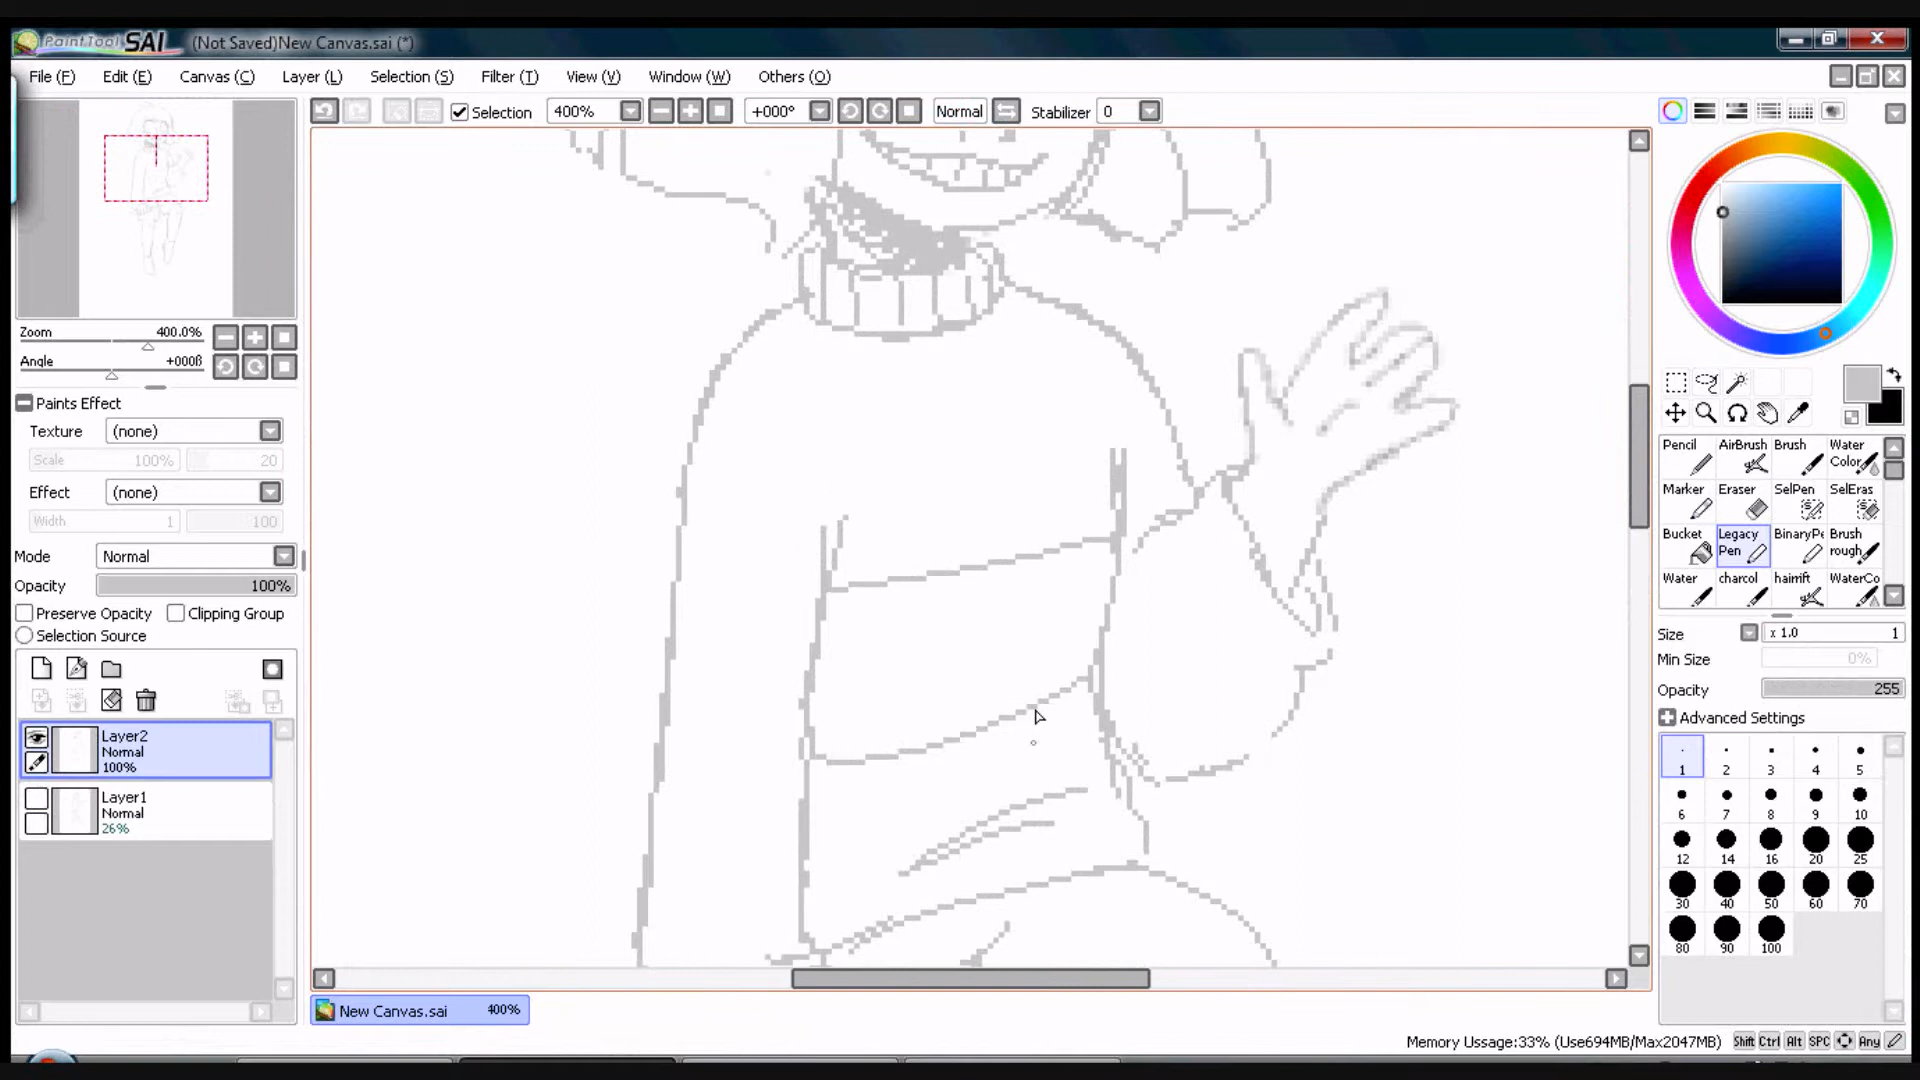 PaintTool SAI (Not Saved)New Canvas.sai (*)
File (F) Edit (E) Canvas (C) Layer (L) Selection (S) Filter (T) View (V) Window (W) Others (O)
Selection 400% +000° Normal Stabilizer 0
Zoom 400.0%
Angle +000ß
Paints Effect
Texture (none)
Scale 100% 20
Effect (none)
Width 1 100
Mode Normal
Opacity 100%
Preserve Opacity Clipping Group
Selection Source
Layer2
Normal
100%
Layer1
Normal
26%
Pencil AirBrush Brush Water Color
Marker Eraser SelPen SelEras
Bucket Legacy Pen BinaryPe Brush rough
Water charcol hairrift WaterCo
Size x 1.0 1
Min Size 0%
Opacity 255
Advanced Settings
1 2 3 4 5
6 7 8 9 10
12 14 16 20 25
30 40 50 60 70
80 90 100
New Canvas.sai 400%
Memory Ussage:33% (Use694MB/Max2047MB) Shift Ctrl Alt SPC Any